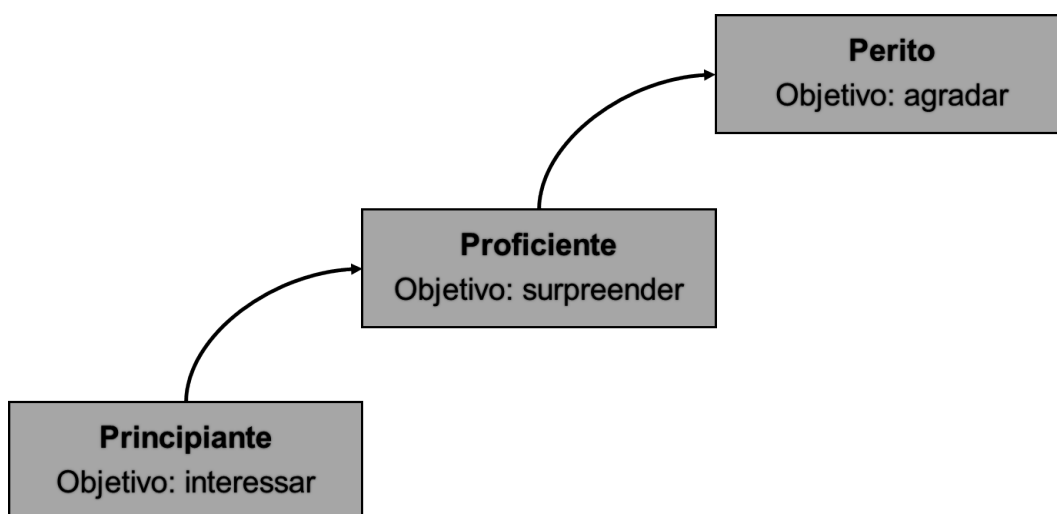 Perito
Objetivo: agradar
Proficiente
Objetivo: surpreender
Principiante
Objetivo: interessar